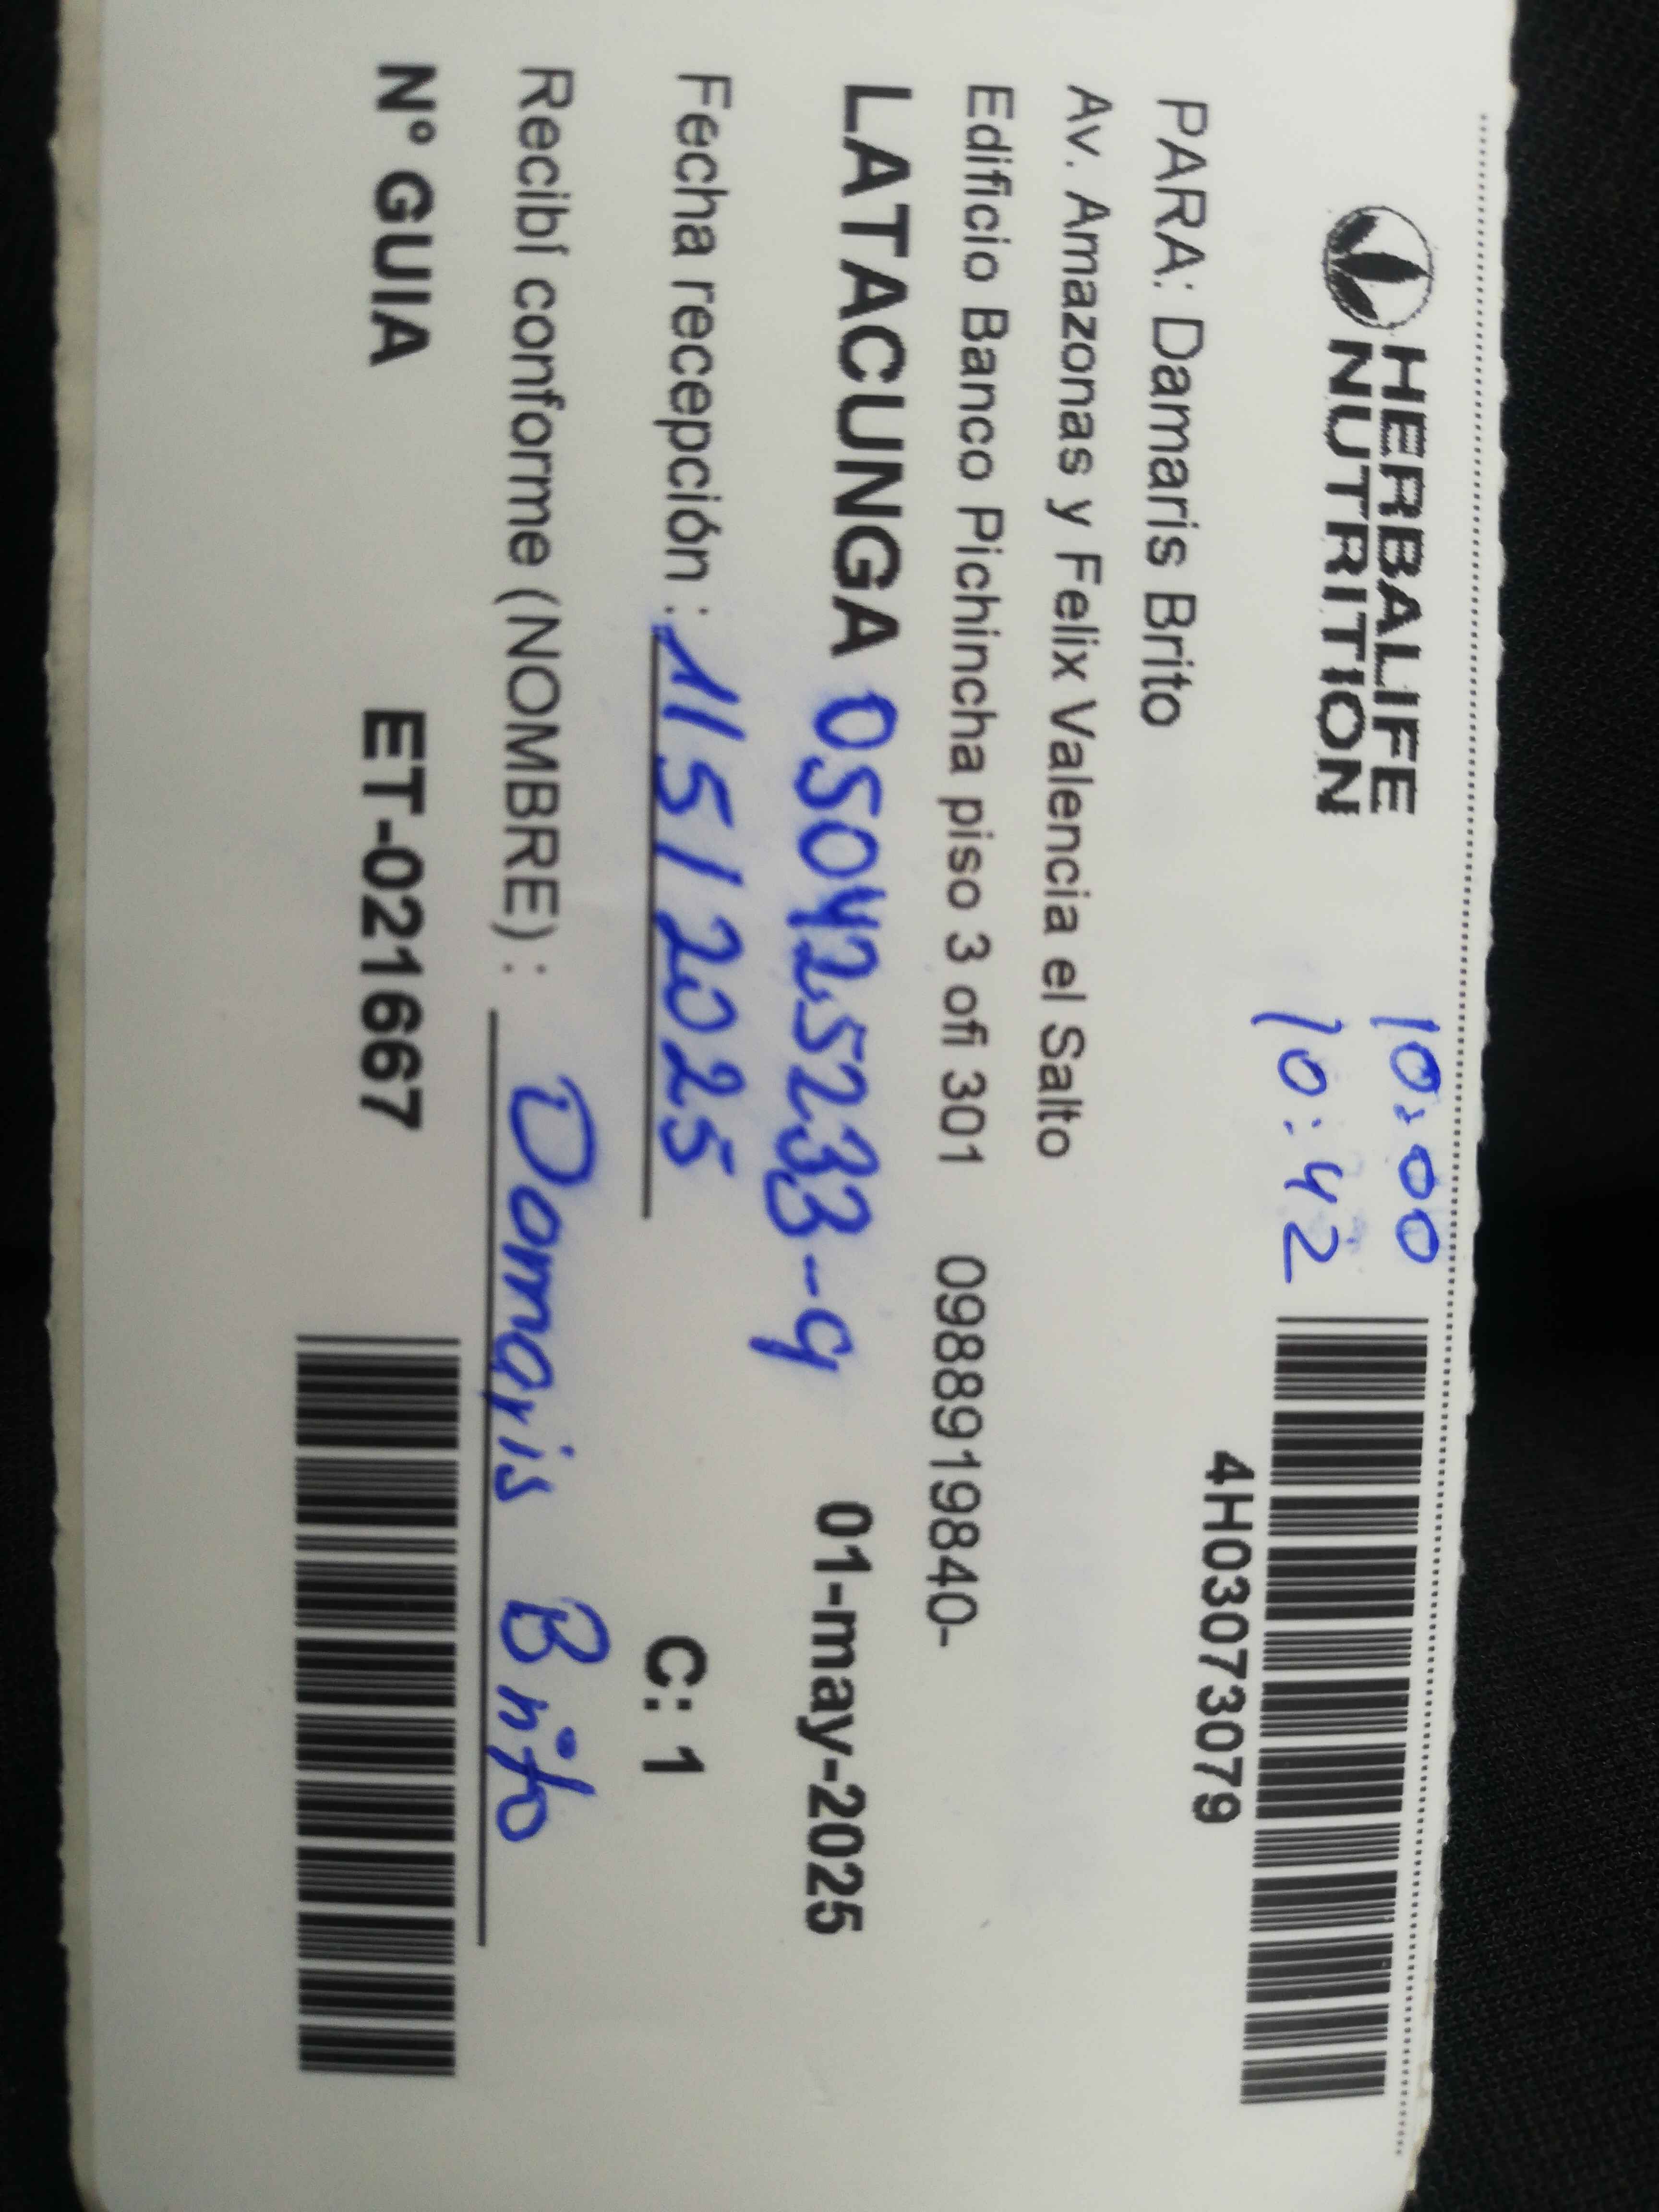 HERBALIFE
NUTRITION
10:00
10:42
4H03073079
PARA: Damaris Brito
Av. Amazonas y Felix Valencia el Salto
Edificio Banco Pichincha piso 3 ofi 301 0988919840-
LATACUNGA 050425233-9 01-may-2025
Fecha recepción : 1/5/2025 C: 1
Recibí conforme (NOMBRE) : Damaris Brito
N° GUIA ET-021667